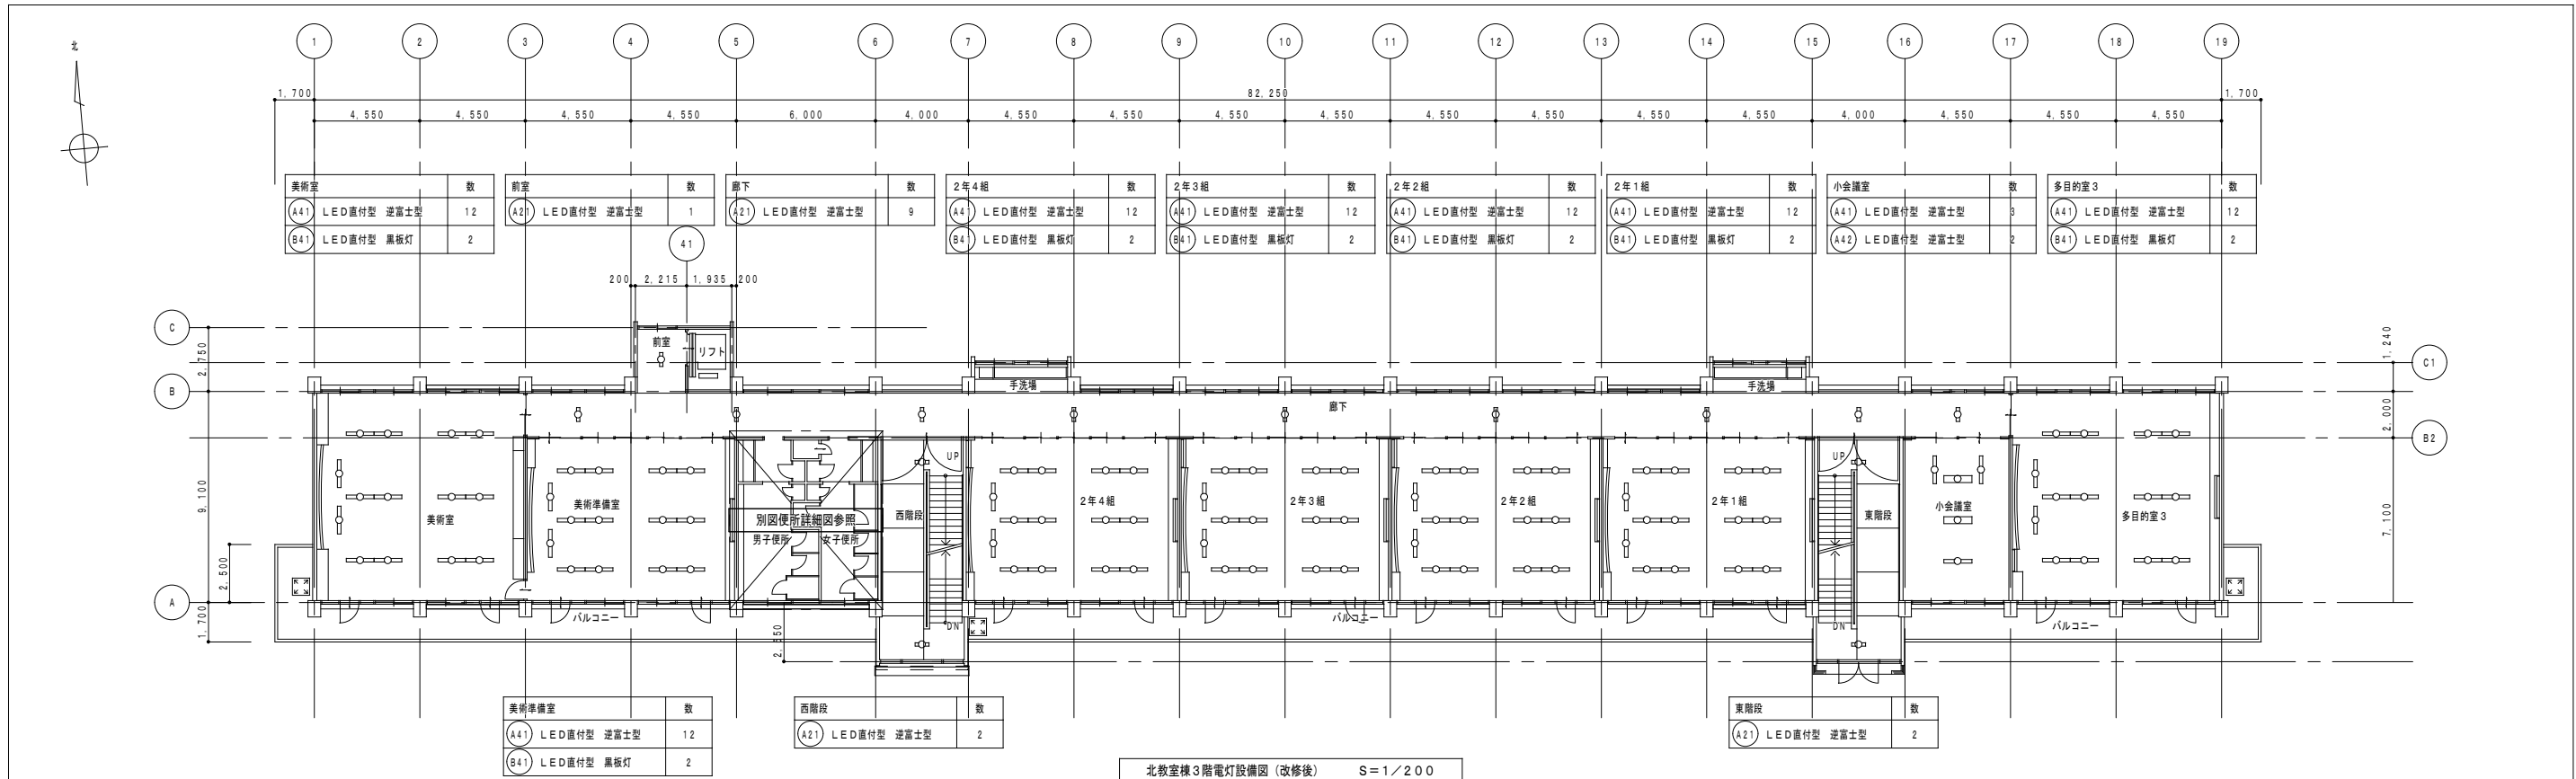 北
1 2 3 4 5 6 7 8 9 10 11 12 13 14 15 16 17 18 19
1,700 82,250 1,700
4,550 4,550 4,550 4,550 6,000 4,000 4,550 4,550 4,550 4,550 4,550 4,550 4,550 4,550 4,000 4,550 4,550 4,550
美術室 数
A41 LED直付型 逆富士型 12
B41 LED直付型 黒板灯 2
前室 数
A21 LED直付型 逆富士型 1
廊下 数
A21 LED直付型 逆富士型 9
2年4組 数
A41 LED直付型 逆富士型 12
B41 LED直付型 黒板灯 2
2年3組 数
A41 LED直付型 逆富士型 12
B41 LED直付型 黒板灯 2
2年2組 数
A41 LED直付型 逆富士型 12
B41 LED直付型 黒板灯 2
2年1組 数
A41 LED直付型 逆富士型 12
B41 LED直付型 黒板灯 2
小会議室 数
A41 LED直付型 逆富士型 3
A42 LED直付型 逆富士型 2
多目的室3 数
A41 LED直付型 逆富士型 12
B41 LED直付型 黒板灯 2
41
200 2,215 1,935 200
C
2,750
B
9,100
2,500
A
1,700
1,240
C1
2,000
B2
7,100
前室
リフト
手洗場
手洗場
廊下
UP
UP
美術室
美術準備室
別図便所詳細図参照
男子便所
女子便所
西階段
2年4組
2年3組
2年2組
2年1組
東階段
小会議室
多目的室3
バルコニー
DN
バルコニー
DN
バルコニー
美術準備室 数
A41 LED直付型 逆富士型 12
B41 LED直付型 黒板灯 2
西階段 数
A21 LED直付型 逆富士型 2
東階段 数
A21 LED直付型 逆富士型 2
北教室棟3階電灯設備図(改修後) S=1/200